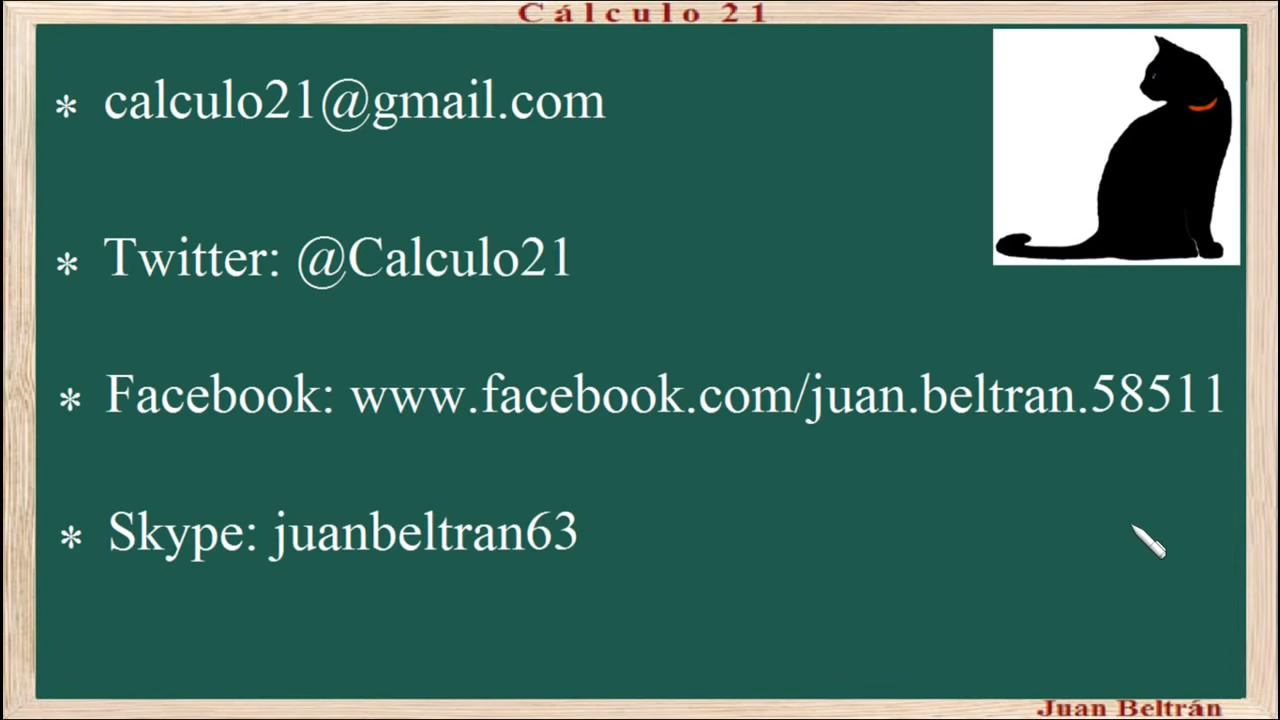 Cálculo 21
* calculo21@gmail.com
* Twitter: @Calculo21
* Facebook: www.facebook.com/juan.beltran.58511
* Skype: juanbeltran63
Juan Beltrán